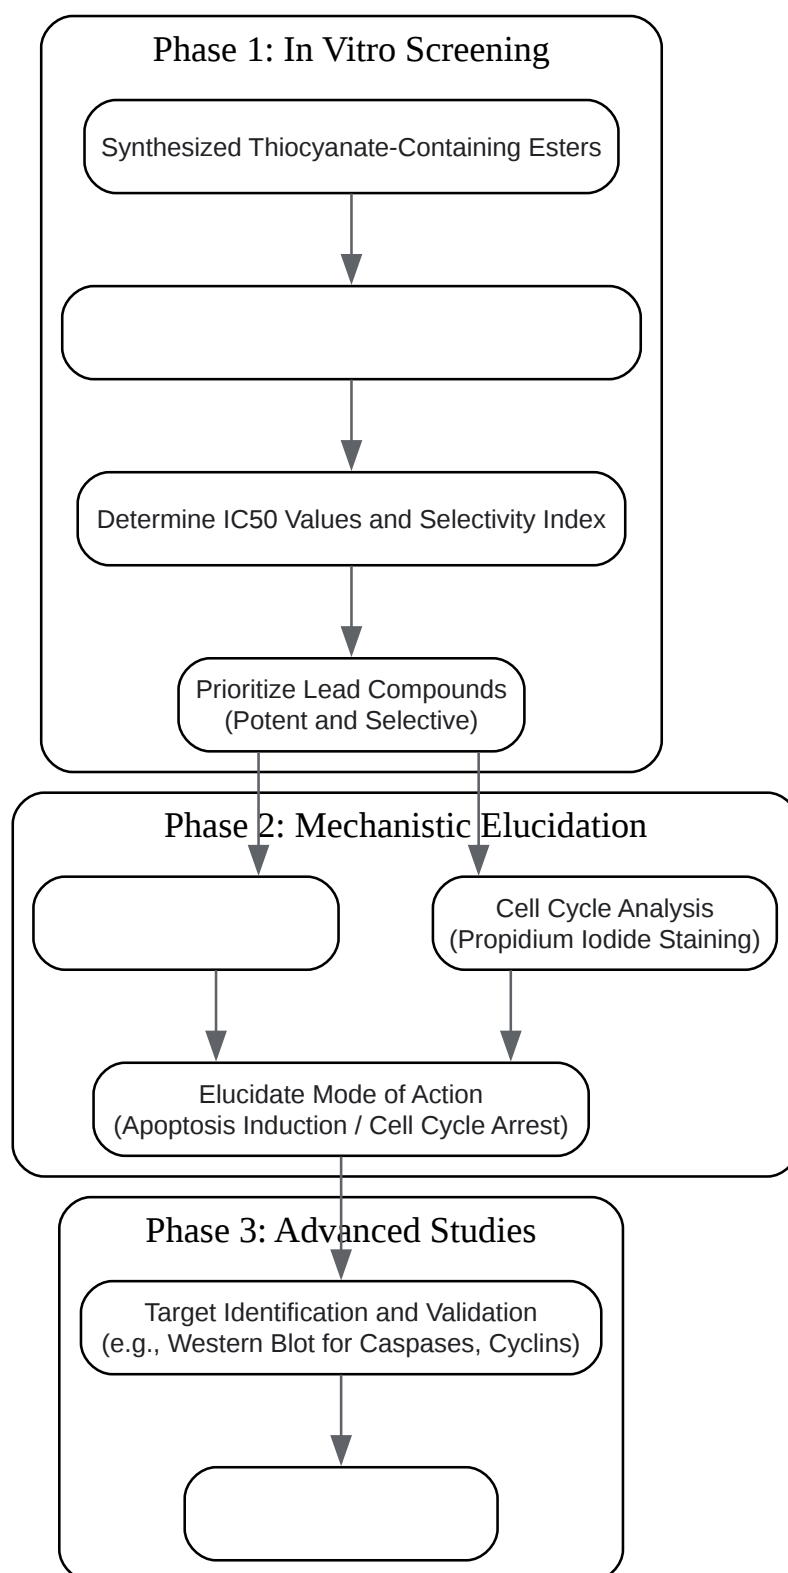 Phase 1: In Vitro Screening
Synthesized Thiocyanate-Containing Esters
Determine IC50 Values and Selectivity Index
Prioritize Lead Compounds
(Potent and Selective)
Phase 2: Mechanistic Elucidation
Cell Cycle Analysis
(Propidium Iodide Staining)
Elucidate Mode of Action
(Apoptosis Induction / Cell Cycle Arrest)
Phase 3: Advanced Studies
Target Identification and Validation
(e.g., Western Blot for Caspases, Cyclins)